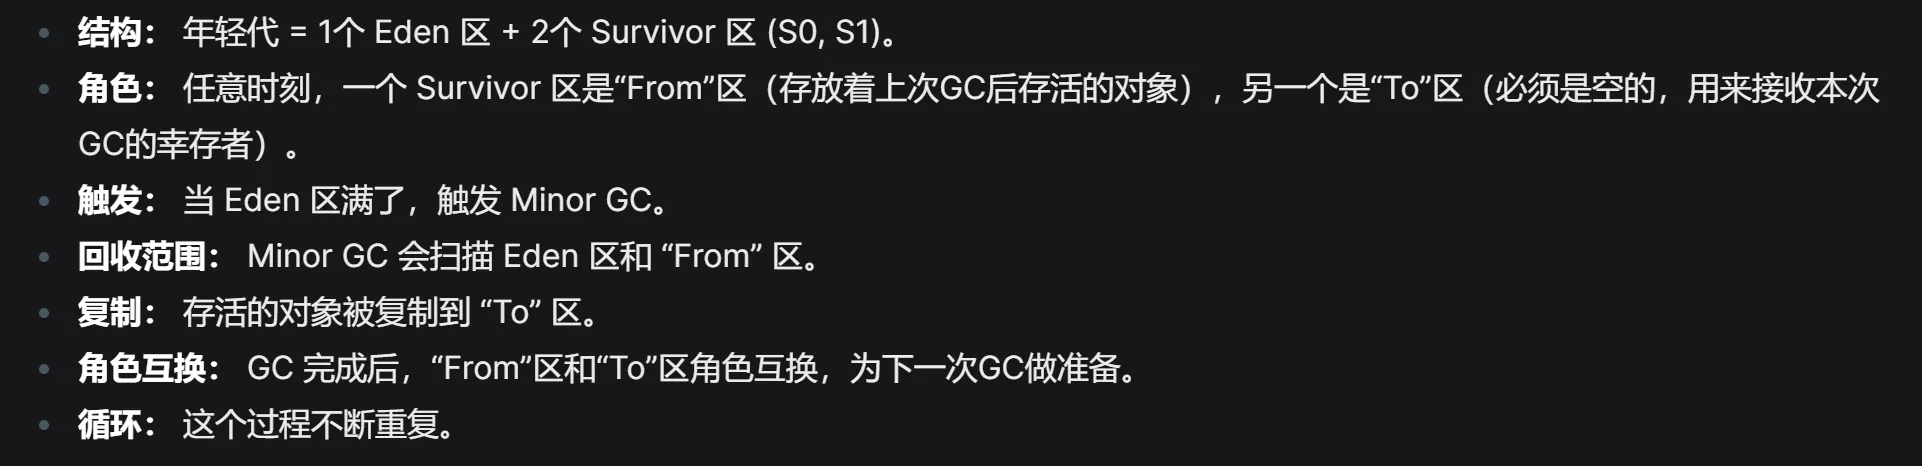 结构： 年轻代 = 1个 Eden 区 + 2个 Survivor 区 (S0, S1)。
角色： 任意时刻，一个 Survivor 区是“From”区（存放着上次GC后存活的对象），另一个是“To”区（必须是空的，用来接收本次
GC的幸存者）。
触发： 当 Eden 区满了，触发 Minor GC。
回收范围： Minor GC 会扫描 Eden 区和 “From” 区。
复制： 存活的对象被复制到 “To” 区。
角色互换： GC 完成后，“From”区和“To”区角色互换，为下一次GC做准备。
循环： 这个过程不断重复。